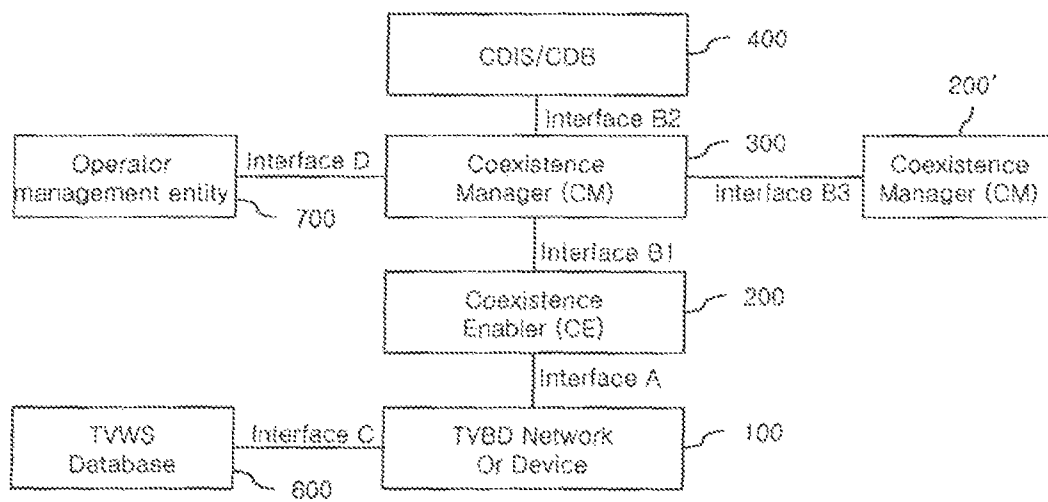 CDIS/CDB
400
Interface B2
200'
Operator
management entity
Interface D
Coexistence
Manager (CM)
300
Interface B3
Coexistence
Manager (CM)
700
Interface B1
Coexistence
Enabler (CE)
200
Interface A
TVWS
Database
Interface C
TVBD Network
Or Device
100
600